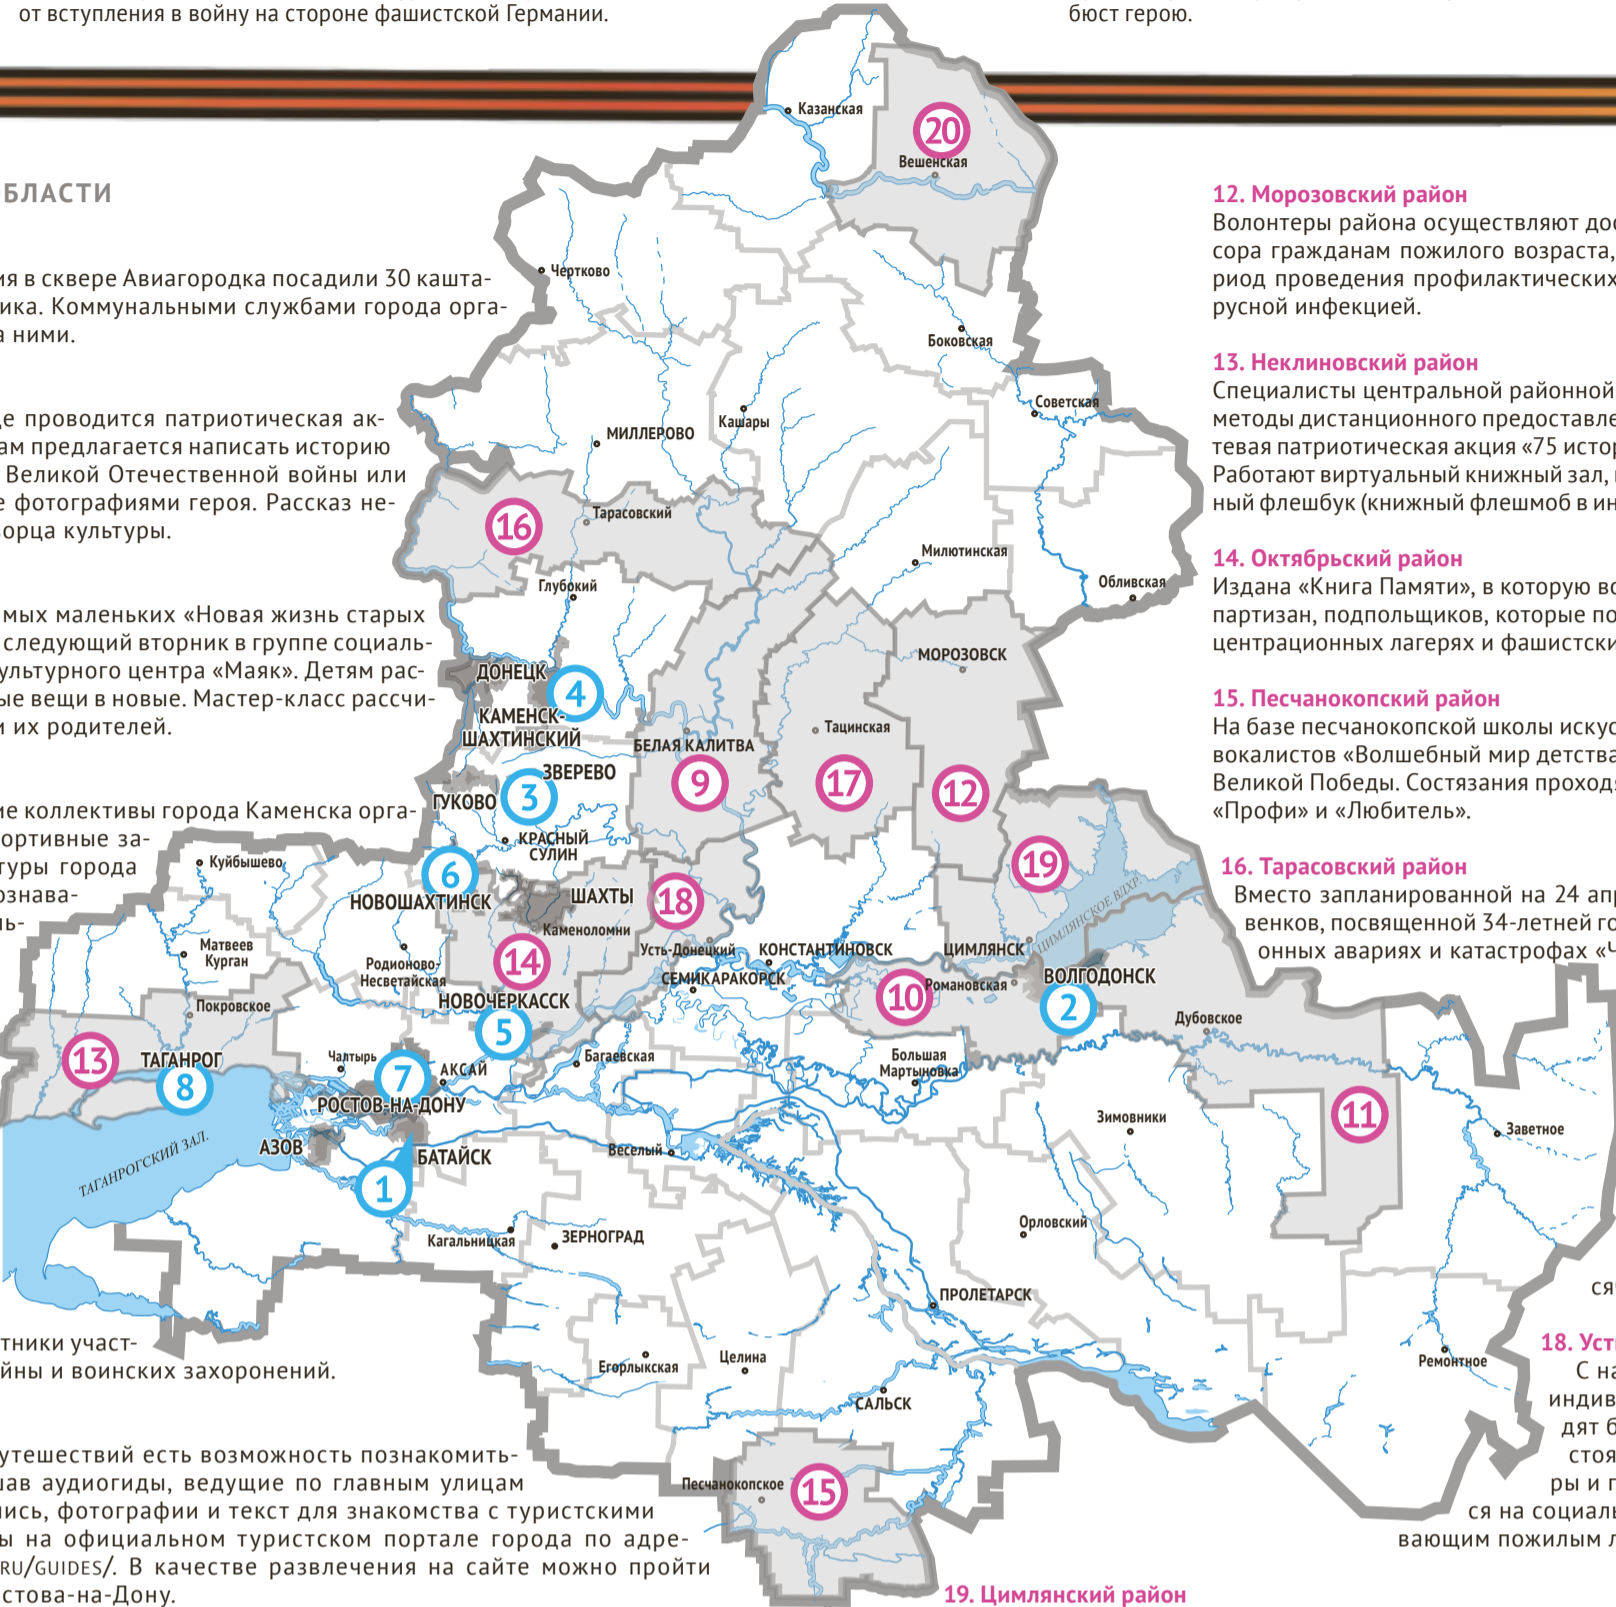 от вступления в войну на стороне фашистской Германии.
бюст герою.
БЛАСТИ
ия в сквере Авиагородка посадили 30 кашта-
ика. Коммунальными службами города орга-
а ними.
де проводится патриотическая ак-
ам предлагается написать историю
Великой Отечественной войны или
е фотографиями героя. Рассказ не-
орца культуры.
мых маленьких «Новая жизнь старых
следующий вторник в группе социаль-
ультурного центра «Маяк». Детям рас-
ые вещи в новые. Мастер-класс рассчи-
и их родителей.
ие коллективы города Каменска орга-
портивные за-
туры города
ознава-
ль-
тники участ-
йны и воинских захоронений.
утешествий есть возможность познакомить-
шав аудиогиды, ведущие по главным улицам
пись, фотографии и текст для знакомства с туристскими
ы на официальном туристском портале города по адре-
RU/GUIDES/. В качестве развлечения на сайте можно пройти
стова-на-Дону.
Казанская
20
Вешенская
Чертково
Боковская
Советская
Кашары
МИЛЛЕРОВО
16
Тарасовский
Милютинская
Обливская
Глубокий
МОРОЗОВСК
ДОНЕЦК
4
КАМЕНСК-
ШАХТИНСКИЙ
Тацинская
БЕЛАЯ КАЛИТВА
ЗВЕРЕВО
9
17
12
ГУКОВО
3
КРАСНЫЙ
СУЛИН
Куйбышево
6
19
НОВОШАХТИНСК
ШАХТЫ
18
Каменоломни
ЦИМЛЯНСКОЕ ВДХР.
Матвеев
Курган
Родионово-
Несветайская
14
Усть-Донецкий
КОНСТАНТИНОВСК
ЦИМЛЯНСК
СЕМИКАРАКОРСК
Романовская
ВОЛГОДОНСК
10
2
Покровское
НОВОЧЕРКАССК
5
Дубовское
13
ТАГАНРОГ
8
Чалтырь
7
АКСАЙ
Багаевская
Большая
Мартыновка
РОСТОВ-НА-ДОНУ
11
Зимовники
Заветное
АЗОВ
БАТАЙСК
Веселый
ТАГАНРОГСКИЙ ЗАЛ.
1
Кагальницкая
ЗЕРНОГРАД
Орловский
ПРОЛЕТАРСК
Егорлыкская
Целина
САЛЬСК
Ремонтное
Песчанокопское
15
12. Морозовский район
Волонтеры района осуществляют дос
сора гражданам пожилого возраста,
риод проведения профилактических
русной инфекцией.
13. Неклиновский район
Специалисты центральной районной
методы дистанционного предоставле
тевая патриотическая акция «75 истор
Работают виртуальный книжный зал,
ный флешбук (книжный флешмоб в ин
14. Октябрьский район
Издана «Книга Памяти», в которую во
партизан, подпольщиков, которые по
центрационных лагерях и фашистски
15. Песчанокопский район
На базе песчанокопской школы искус
вокалистов «Волшебный мир детства
Великой Победы. Состязания проходя
«Профи» и «Любитель».
16. Тарасовский район
Вместо запланированной на 24 апр
венков, посвященной 34-летней го
онных авариях и катастрофах «Ч
ся
18. Уст
С на
индив
дят б
стоя
ры и п
ся на социаль
вающим пожилым л
19. Цимлянский район